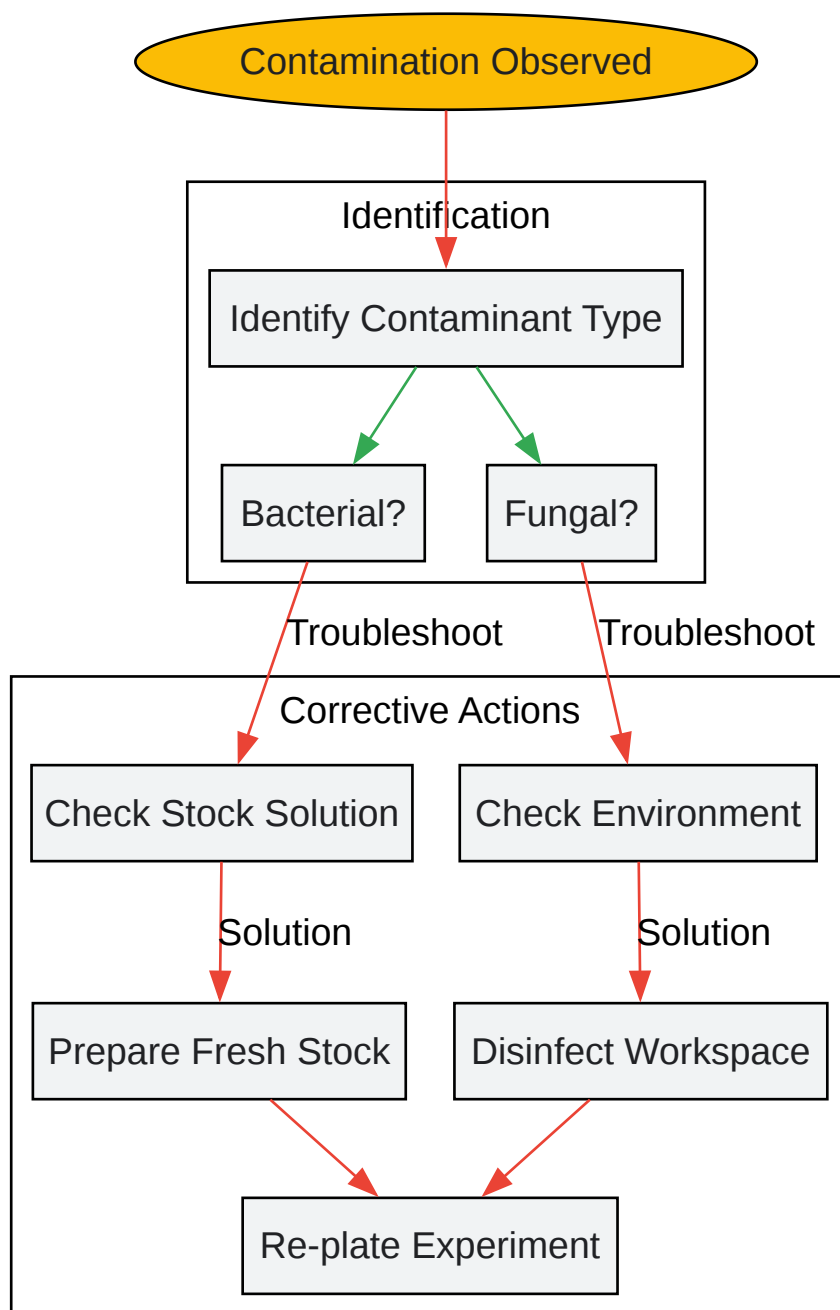 Contamination Observed
Identification
Identify Contaminant Type
Bacterial?
Fungal?
Troubleshoot
Troubleshoot
Corrective Actions
Check Stock Solution
Check Environment
Solution
Solution
Prepare Fresh Stock
Disinfect Workspace
Re-plate Experiment